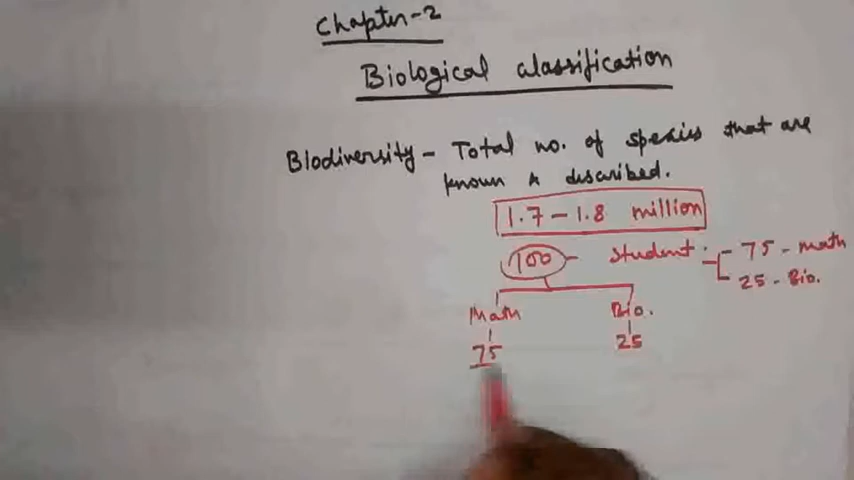 Chapter-2
Biological classification
Biodiversity - Total no. of species that are
known & described.
1.7 - 1.8 million
100 - Student - 75 - Math
25 - Bio.
Math Bio.
75 25